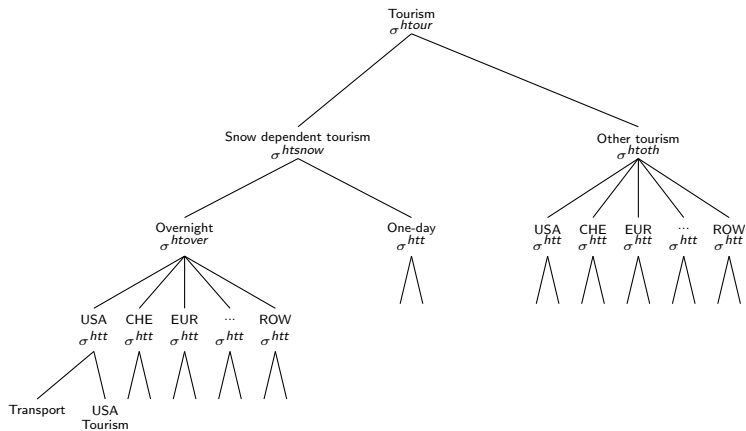 Tourism
σ^htour
Snow dependent tourism
σ^htsnow
Other tourism
σ^htoth
Overnight
σ^htover
One-day
σ^htt
USA CHE EUR ... ROW
σ^htt σ^htt σ^htt σ^htt σ^htt
USA CHE EUR ... ROW
σ^htt σ^htt σ^htt σ^htt σ^htt
Transport
USA
Tourism